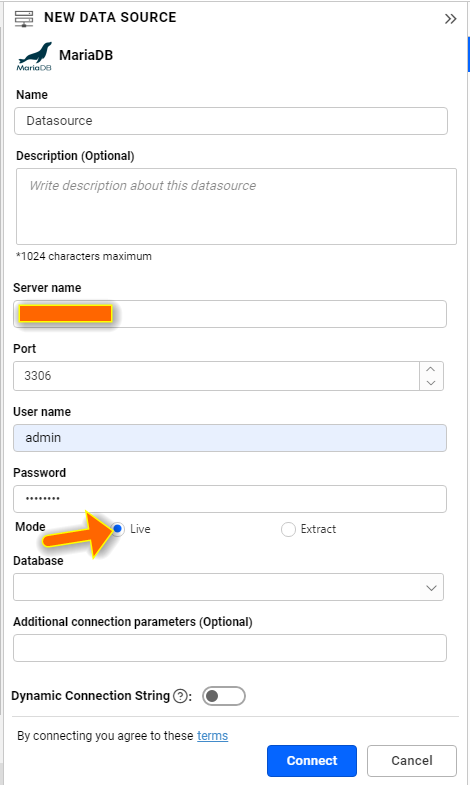 NEW DATA SOURCE
MariaDB
MariaDB
Name
Datasource
Description (Optional)
Write description about this datasource
*1024 characters maximum
Server name
Port
3306
User name
admin
Password
••••••••
Mode
Live
Extract
Database
Additional connection parameters (Optional)
Dynamic Connection String ? :
By connecting you agree to these terms
Connect
Cancel